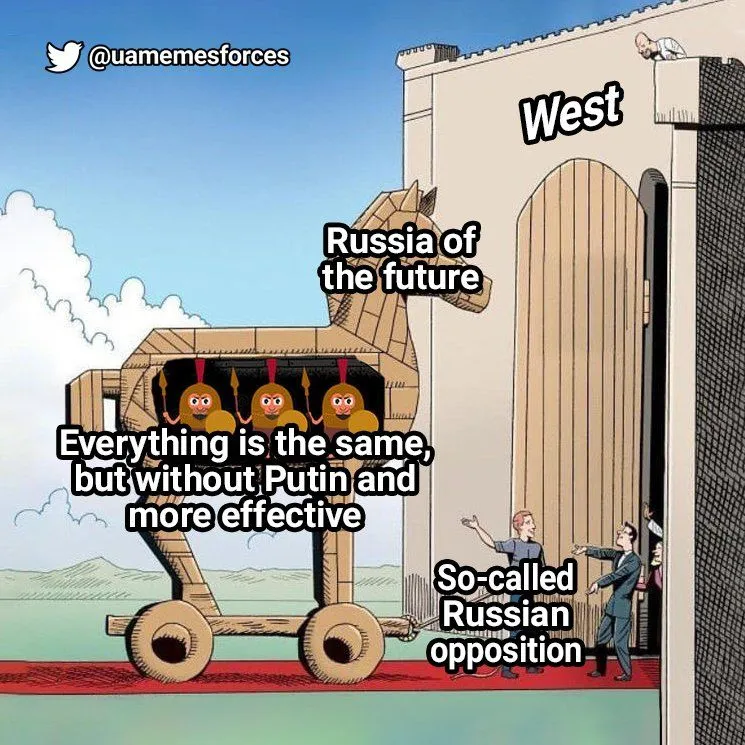 @uamemesforces
West
Russia of
the future
Everything is the same,
but without Putin and
more effective
So-called
Russian
opposition